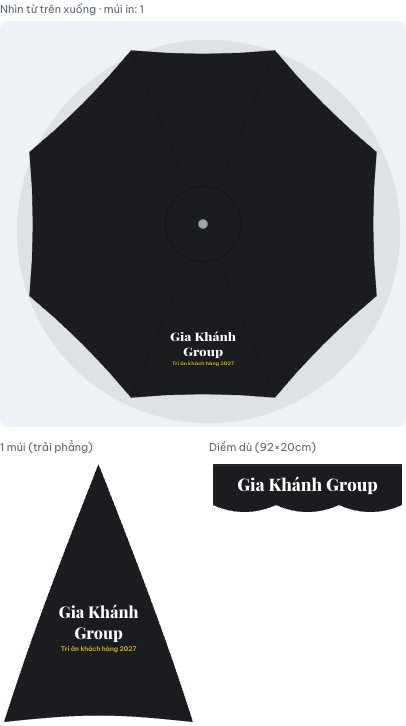 Nhìn từ trên xuống · múi in: 1
Gia Khánh
Group
Tri ân khách hàng 2027
1 múi (trải phẳng)
Diềm dù (92×20cm)
Gia Khánh Group
Gia Khánh
Group
Tri ân khách hàng 2027